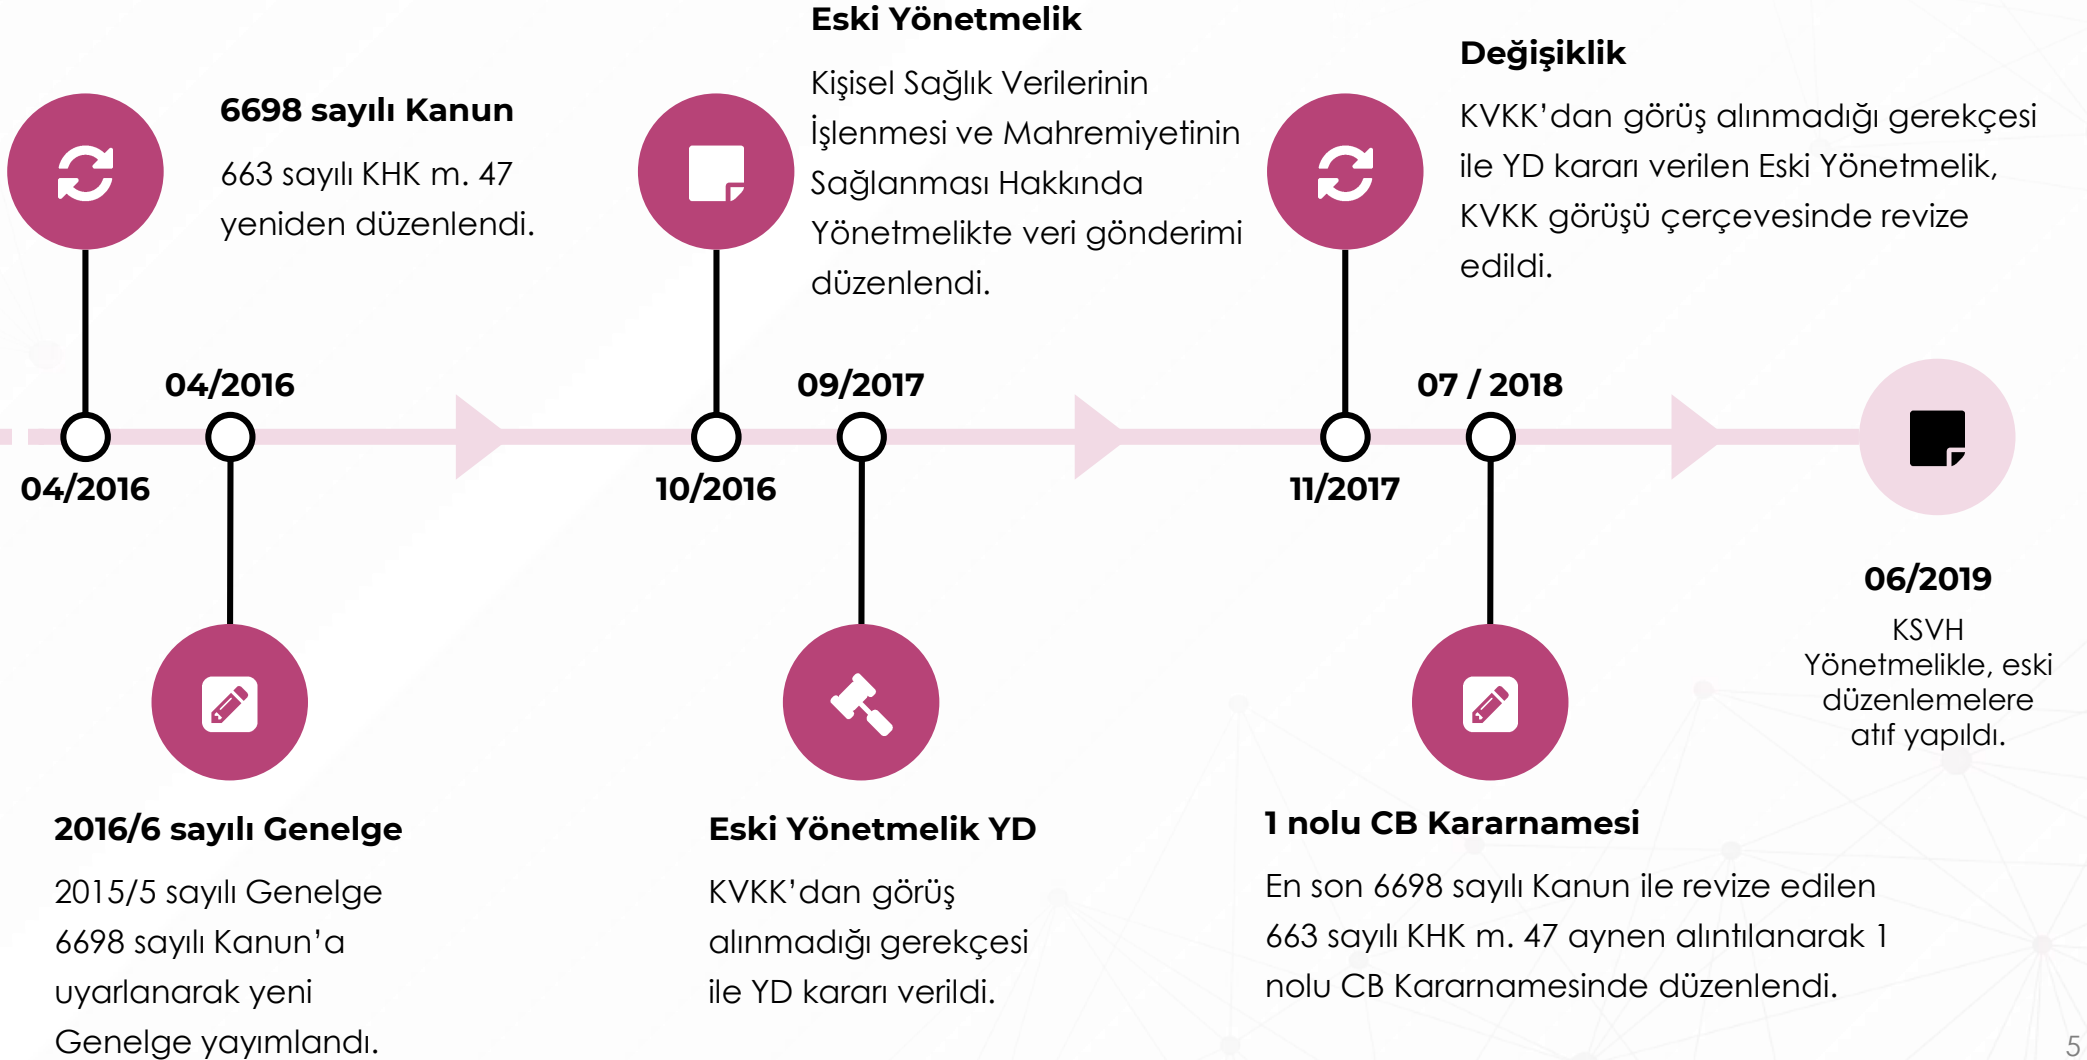 6698 sayılı Kanun
663 sayılı KHK m. 47
yeniden düzenlendi.
04/2016
04/2016
2016/6 sayılı Genelge
2015/5 sayılı Genelge
6698 sayılı Kanun'a
uyarlanarak yeni
Genelge yayımlandı.
Eski Yönetmelik
Kişisel Sağlık Verilerinin
İşlenmesi ve Mahremiyetinin
Sağlanması Hakkında
Yönetmelikte veri gönderimi
düzenlendi.
10/2016
09/2017
Eski Yönetmelik YD
KVKK'dan görüş
alınmadığı gerekçesi
ile YD kararı verildi.
Değişiklik
KVKK'dan görüş alınmadığı gerekçesi
ile YD kararı verilen Eski Yönetmelik,
KVKK görüşü çerçevesinde revize
edildi.
11/2017
07 / 2018
1 nolu CB Kararnamesi
En son 6698 sayılı Kanun ile revize edilen
663 sayılı KHK m. 47 aynen alıntılanarak 1
nolu CB Kararnamesinde düzenlendi.
06/2019
KSVH
Yönetmelikle, eski
düzenlemelere
atıf yapıldı.
5